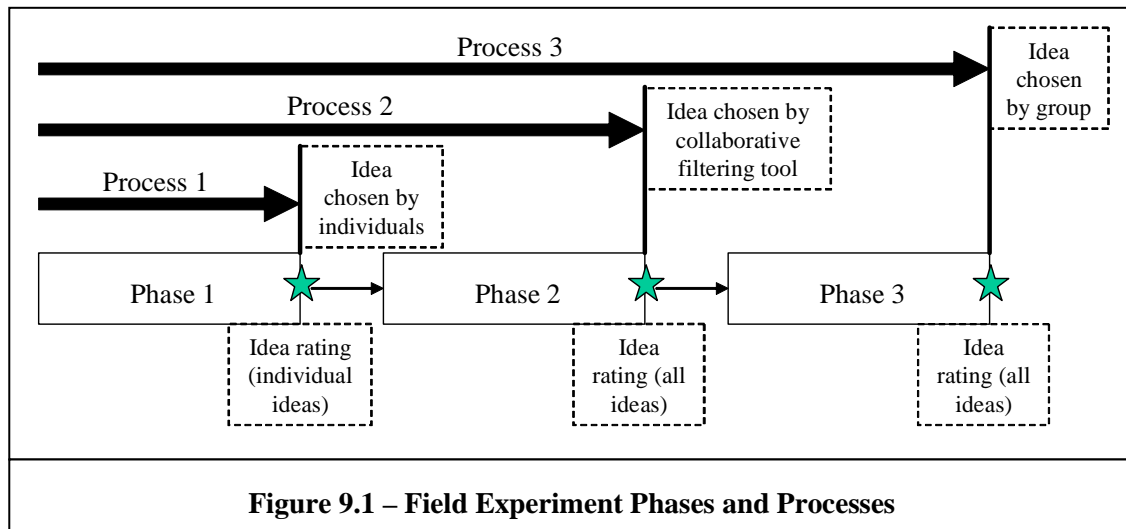 Process 3
Idea
chosen
by group
Process 2
Idea chosen by
collaborative
filtering tool
Process 1
Idea
chosen by
individuals
Phase 1
Phase 2
Phase 3
Idea rating
(individual
ideas)
Idea
rating (all
ideas)
Idea
rating (all
ideas)
Figure 9.1 – Field Experiment Phases and Processes